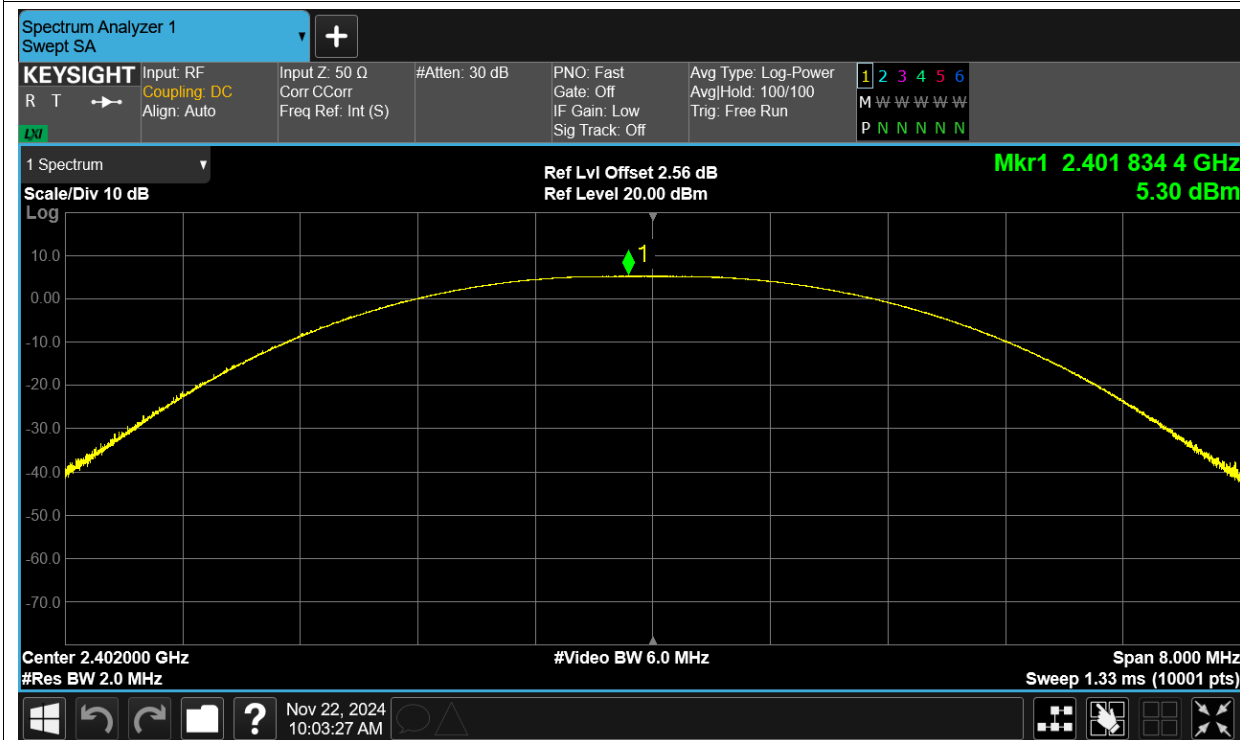 Spectrum Analyzer 1
Swept SA
+
KEYSIGHT
R T
LXI
Input: RF
Coupling: DC
Align: Auto
Input Z: 50 Ω
Corr CCorr
Freq Ref: Int (S)
#Atten: 30 dB
PNO: Fast
Gate: Off
IF Gain: Low
Sig Track: Off
Avg Type: Log-Power
Avg|Hold: 100/100
Trig: Free Run
1 2 3 4 5 6
M W W W W W
P N N N N N
1 Spectrum
Scale/Div 10 dB
Log
Ref Lvl Offset 2.56 dB
Ref Level 20.00 dBm
Mkr1 2.401 834 4 GHz
5.30 dBm
1
10.0
0.00
-10.0
-20.0
-30.0
-40.0
-50.0
-60.0
-70.0
Center 2.402000 GHz
#Res BW 2.0 MHz
#Video BW 6.0 MHz
Span 8.000 MHz
Sweep 1.33 ms (10001 pts)
?
Nov 22, 2024
10:03:27 AM